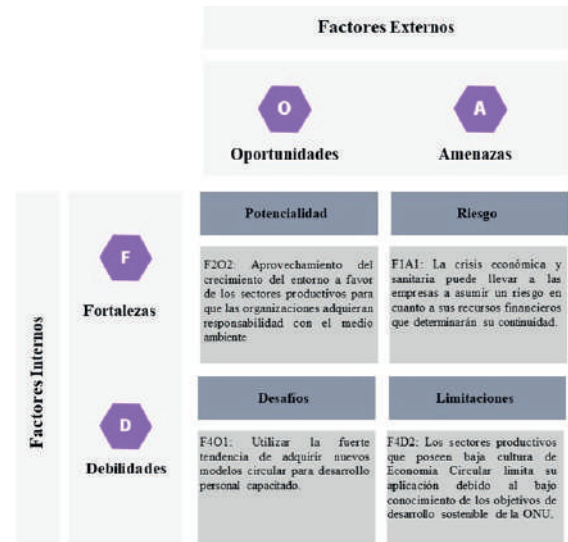 Factores Externos
O
A
Oportunidades
Amenazas
Factores Internos
F
Fortalezas
D
Debilidades
Potencialidad
F2O2: Aprovechamiento del
crecimiento del entorno a favor
de los sectores productivos para
que las organizaciones adquieran
responsabilidad con el medio
ambiente
Riesgo
F1A1: La crisis económica y
sanitaria puede llevar a las
empresas a asumir un riesgo en
cuanto a sus recursos financieros
que determinarán su continuidad.
Desafíos
F4O1: Utilizar la fuerte
tendencia de adquirir nuevos
modelos circular para desarrollo
personal capacitado.
Limitaciones
F4D2: Los sectores productivos
que poseen baja cultura de
Economía Circular limita su
aplicación debido al bajo
conocimiento de los objetivos de
desarrollo sostenible de la ONU.